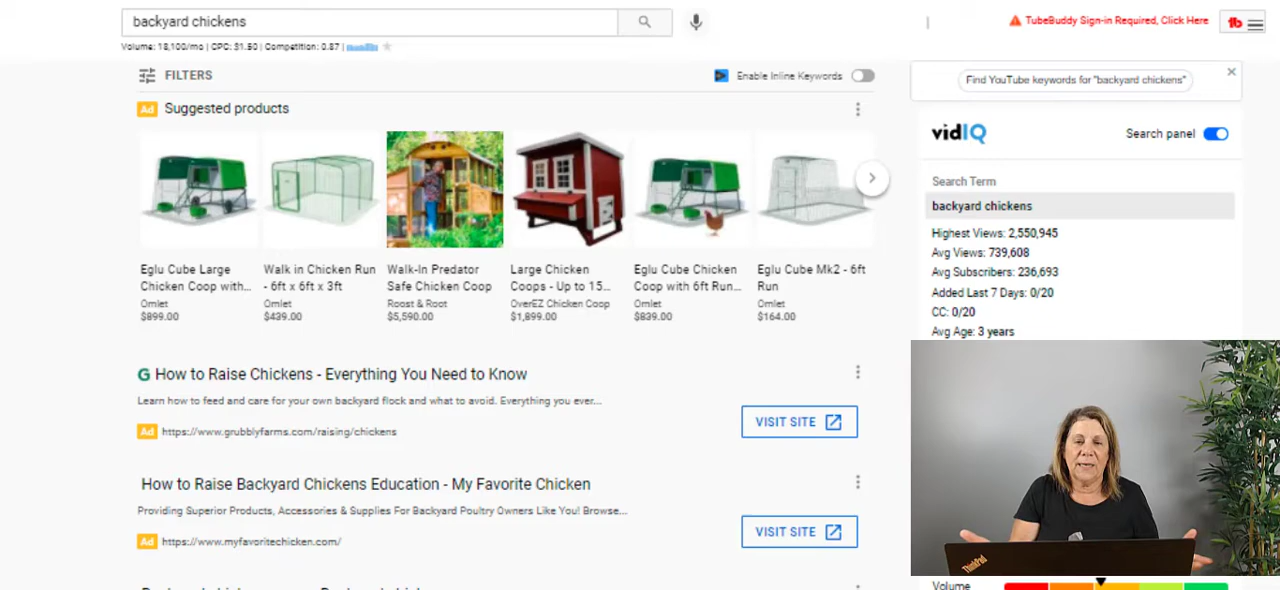 backyard chickens
TubeBuddy Sign-in Required, Click Here
Volume: 18,100/mo | CPC: $1.50 | Competition: 0.87 |
FILTERS
Enable Inline Keywords
Find YouTube keywords for "backyard chickens"
Ad Suggested products
vidIQ
Search panel
Search Term
backyard chickens
Highest Views: 2,550,945
Avg Views: 739,608
Avg Subscribers: 236,693
Added Last 7 Days: 0/20
CC: 0/20
Avg Age: 3 years
Eglu Cube Large
Chicken Coop with...
Omlet
$899.00
Walk in Chicken Run
- 6ft x 6ft x 3ft
Omlet
$439.00
Walk-In Predator
Safe Chicken Coop
Roost & Root
$5,590.00
Large Chicken
Coops - Up to 15...
OverEZ Chicken Coop
$1,899.00
Eglu Cube Chicken
Coop with 6ft Run...
Omlet
$839.00
Eglu Cube Mk2 - 6ft
Run
Omlet
$164.00
G How to Raise Chickens - Everything You Need to Know
Learn how to feed and care for your own backyard flock and what to avoid. Everything you ever...
Ad https://www.grubblyfarms.com/raising/chickens
VISIT SITE
How to Raise Backyard Chickens Education - My Favorite Chicken
Providing Superior Products, Accessories & Supplies For Backyard Poultry Owners Like You! Browse...
Ad https://www.myfavoritechicken.com/
VISIT SITE
ThinkPad
Volume